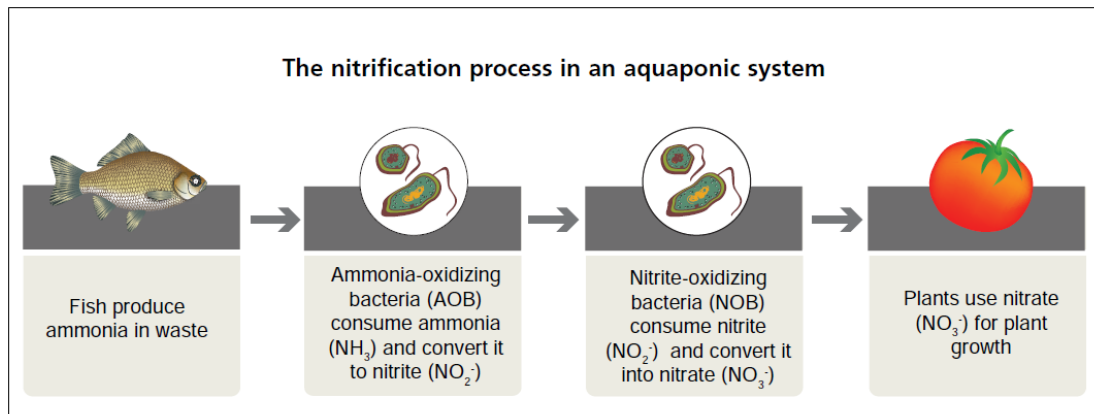 The nitrification process in an aquaponic system
Fish produce
ammonia in waste
Ammonia-oxidizing
bacteria (AOB)
consume ammonia
(NH₃) and convert it
to nitrite (NO₂⁻)
Nitrite-oxidizing
bacteria (NOB)
consume nitrite
(NO₂⁻) and convert it
into nitrate (NO₃⁻)
Plants use nitrate
(NO₃⁻) for plant
growth